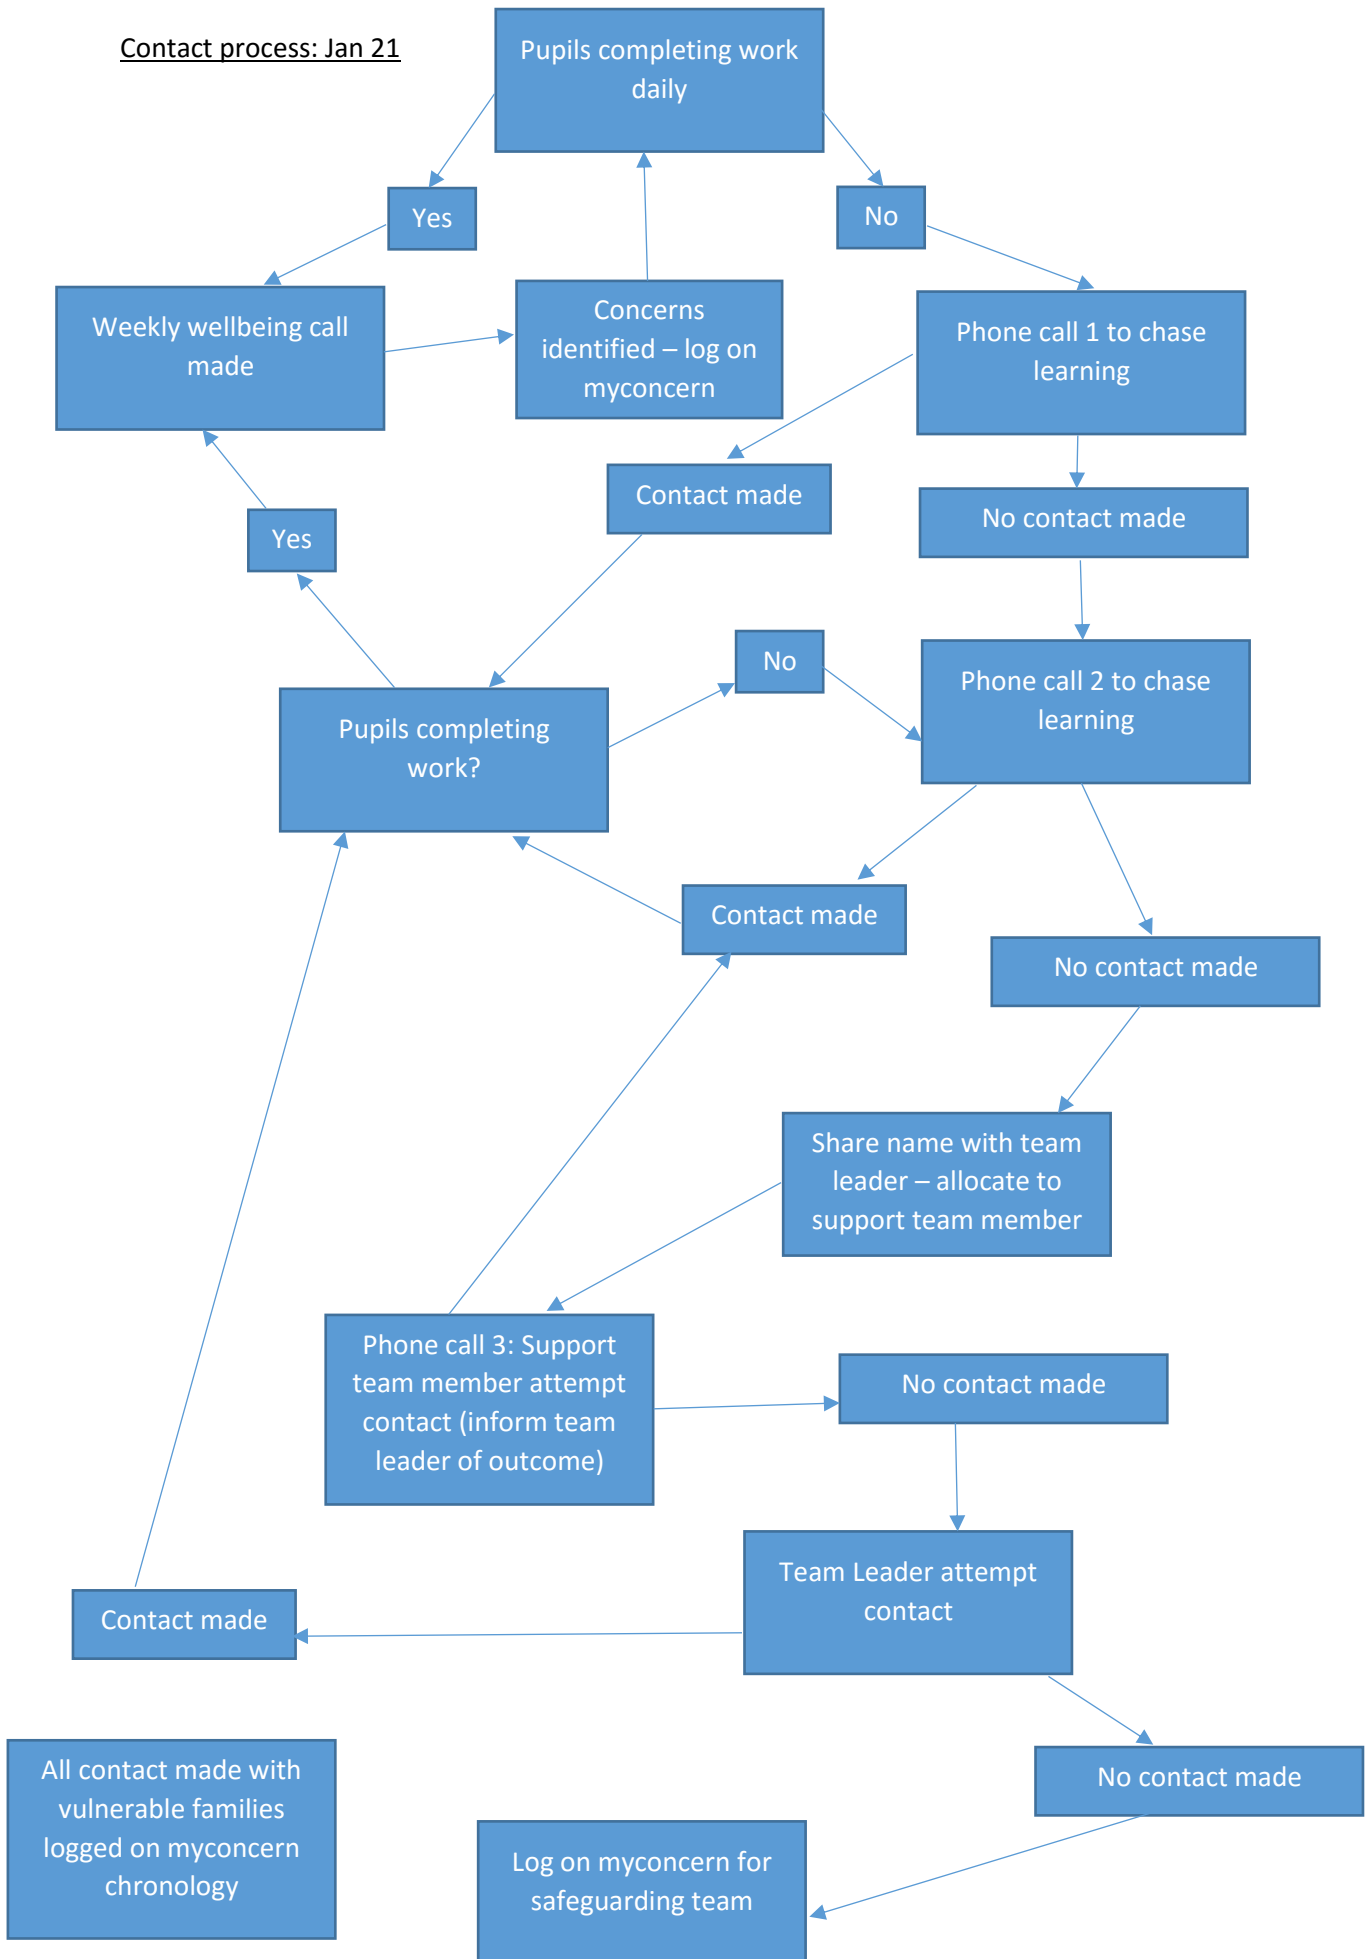 Contact process: Jan 21
Pupils completing work
daily
Yes
No
Weekly wellbeing call
made
Concerns
identified – log on
myconcern
Phone call 1 to chase
learning
Contact made
No contact made
Yes
No
Phone call 2 to chase
learning
Pupils completing
work?
Contact made
No contact made
Share name with team
leader – allocate to
support team member
Phone call 3: Support
team member attempt
contact (inform team
leader of outcome)
No contact made
Team Leader attempt
contact
Contact made
No contact made
All contact made with
vulnerable families
logged on myconcern
chronology
Log on myconcern for
safeguarding team